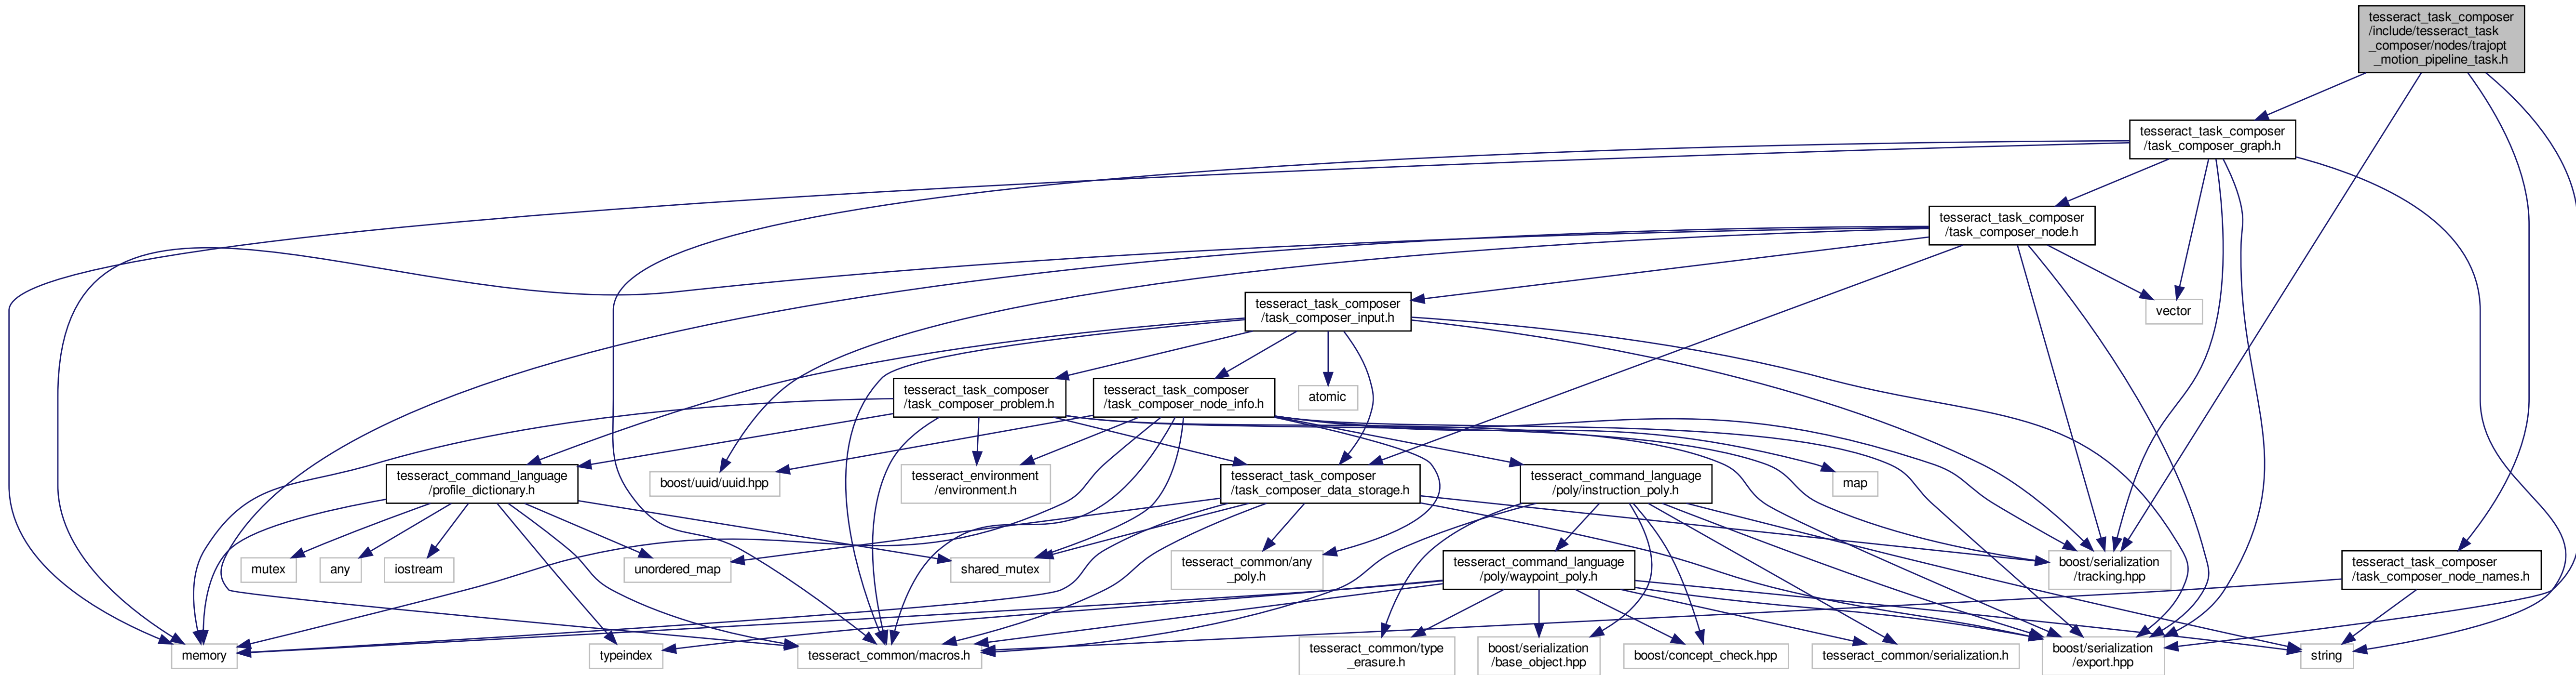 tesseract_task_composer
/include/tesseract_task
_composer/nodes/trajopt
_motion_pipeline_task.h
tesseract_task_composer
/task_composer_graph.h
tesseract_task_composer
/task_composer_node.h
tesseract_task_composer
/task_composer_input.h
vector
tesseract_task_composer
/task_composer_problem.h
tesseract_task_composer
/task_composer_node_info.h
atomic
tesseract_command_language
/profile_dictionary.h
boost/uuid/uuid.hpp
tesseract_environment
/environment.h
tesseract_task_composer
/task_composer_data_storage.h
tesseract_command_language
/poly/instruction_poly.h
map
mutex
any
iostream
unordered_map
shared_mutex
tesseract_common/any
_poly.h
tesseract_command_language
/poly/waypoint_poly.h
boost/serialization
/tracking.hpp
tesseract_task_composer
/task_composer_node_names.h
memory
typeindex
tesseract_common/macros.h
tesseract_common/type
_erasure.h
boost/serialization
/base_object.hpp
boost/concept_check.hpp
tesseract_common/serialization.h
boost/serialization
/export.hpp
string